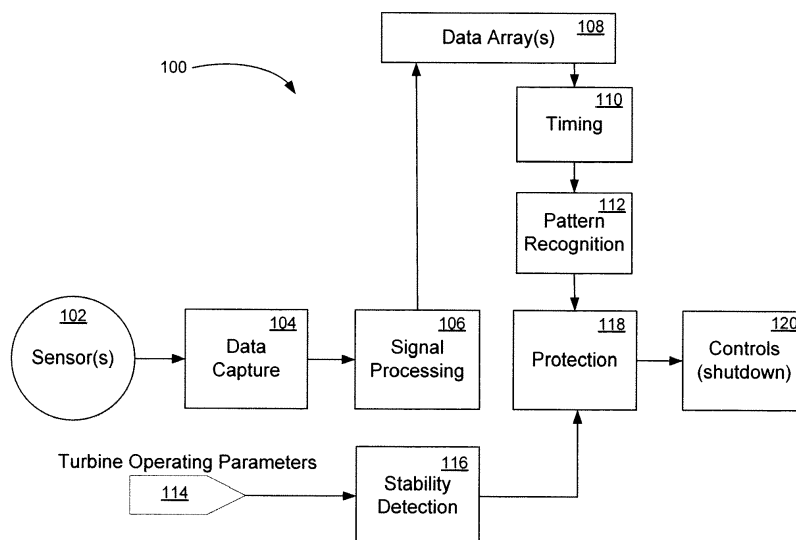 108
Data Array(s)
100
110
Timing
112
Pattern
Recognition
102
Sensor(s)
104
Data
Capture
106
Signal
Processing
118
Protection
120
Controls
(shutdown)
Turbine Operating Parameters
114
116
Stability
Detection